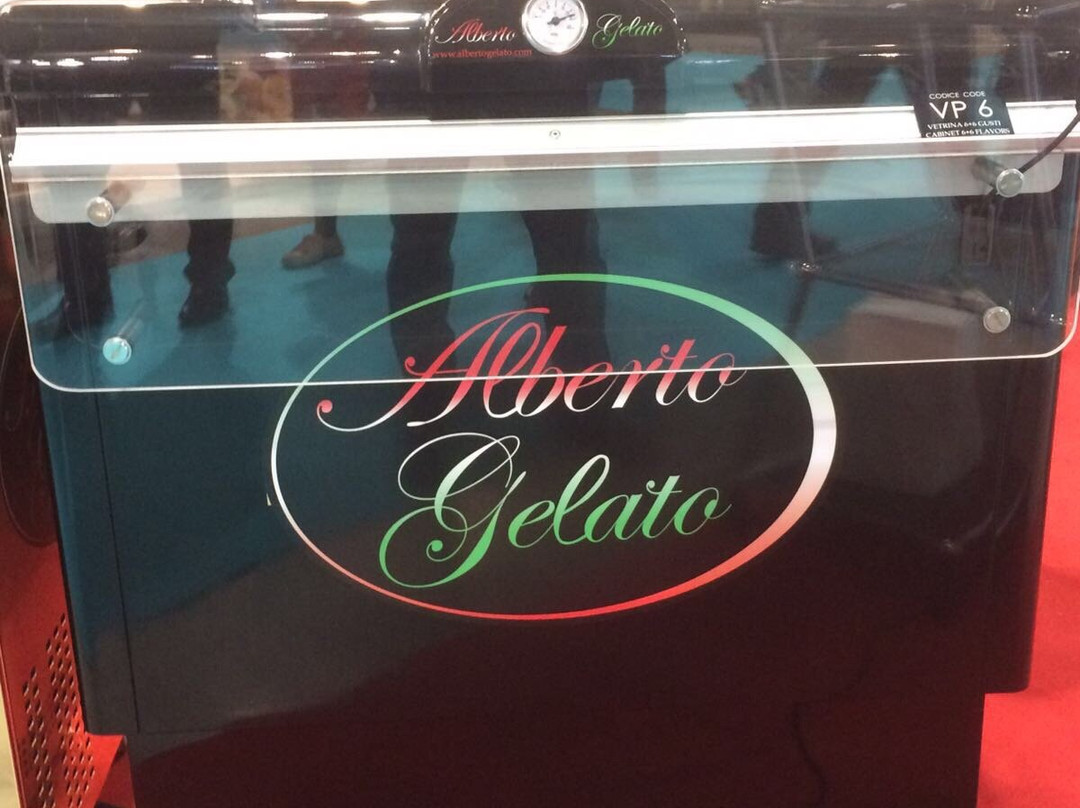 Alberto Gelato
www.albertogelato.com
CODICE CODE
VP 6
VETRINA 6+6 GUSTI
CABINET 6+6 FLAVORS
Alberto
Gelato